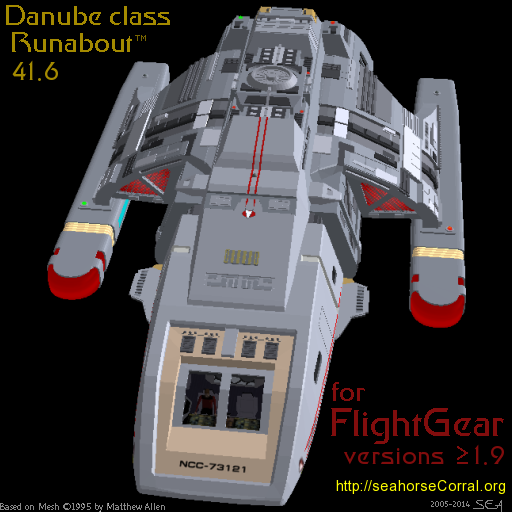 Danube class
Runabout™
41.6
NCC-73121
for
FlightGear
versions ≥1.9
http://seahorseCorral.org
Based on Mesh ©1995 by Matthew Allen
2005-2014 SEA